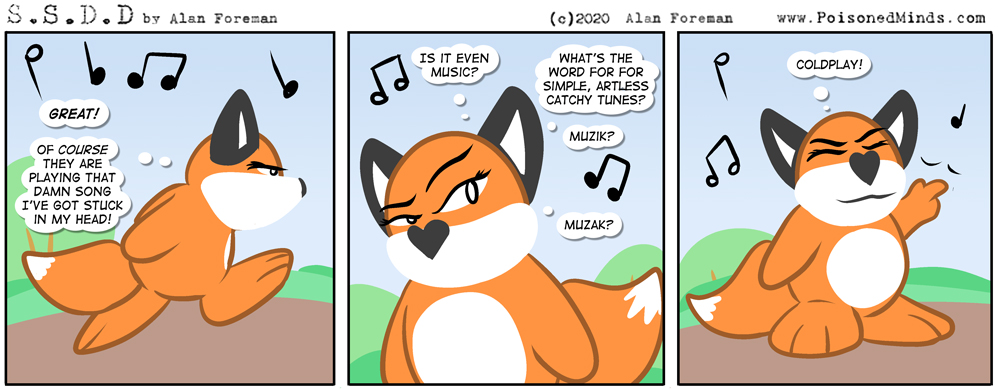 S.S.D.D by Alan Foreman (c)2020 Alan Foreman www.PoisonedMinds.com
GREAT!
OF COURSE
THEY ARE
PLAYING THAT
DAMN SONG
I'VE GOT STUCK
IN MY HEAD!
IS IT EVEN
MUSIC?
WHAT'S THE
WORD FOR FOR
SIMPLE, ARTLESS
CATCHY TUNES?
MUZIK?
MUZAK?
COLDPLAY!